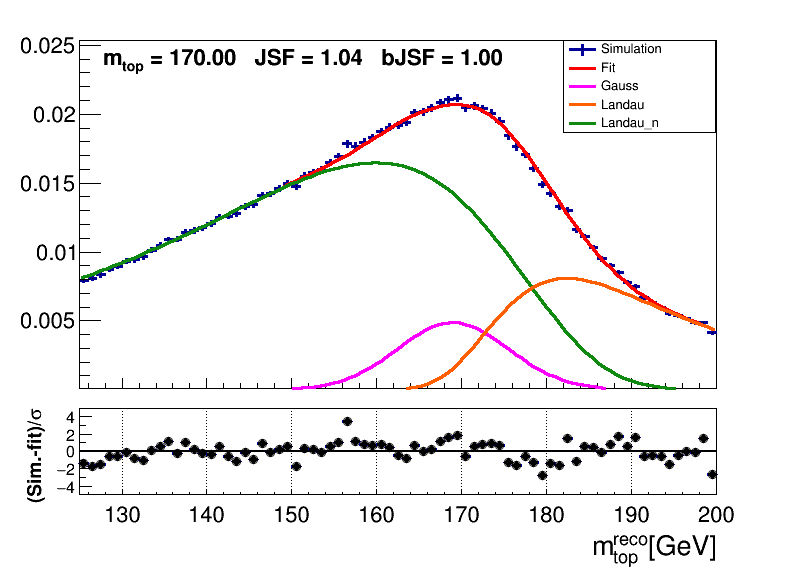 0.025
m_top = 170.00 JSF = 1.04 bJSF = 1.00
Simulation
Fit
Gauss
Landau
Landau_n
0.02
0.015
0.01
0.005
(Sim.-fit)/σ
4
2
0
−2
−4
130 140 150 160 170 180 190 200
m_top^reco[GeV]